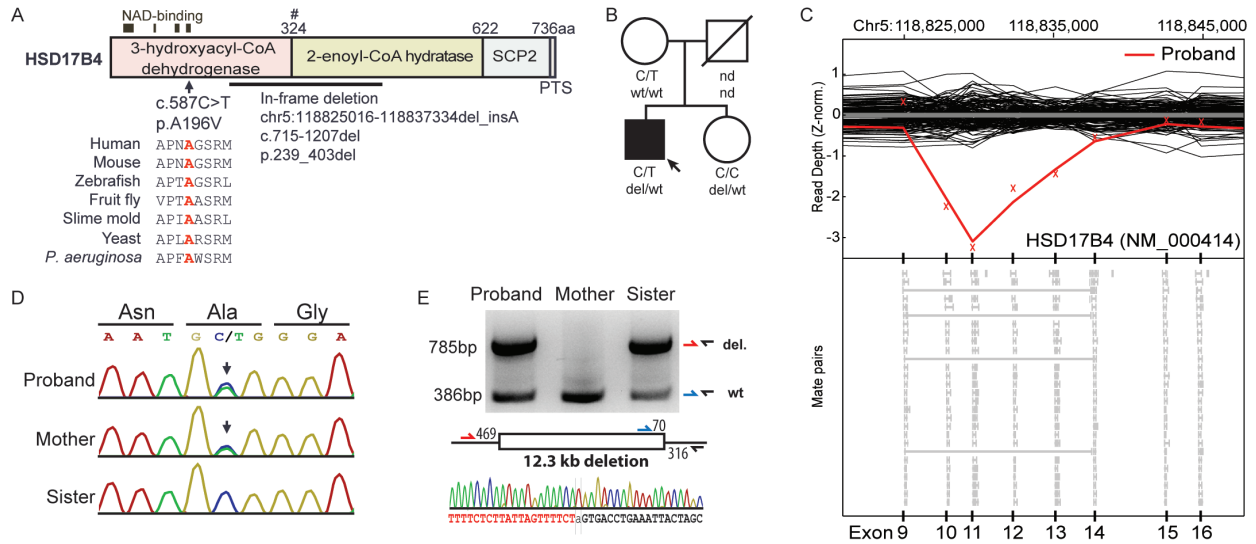 A
NAD-binding
#
324
622
736aa
HSD17B4
3-hydroxyacyl-CoA
dehydrogenase
2-enoyl-CoA hydratase
SCP2
PTS
c.587C>T
p.A196V
In-frame deletion
chr5:118825016-118837334del_insA
c.715-1207del
p.239_403del
Human APNAGSRM
Mouse APNAGSRM
Zebrafish APTAGSRL
Fruit fly VPTAASRM
Slime mold APIAASRL
Yeast APLARSRM
P. aeruginosa APFAWSRM
B
C/T
wt/wt
nd
nd
C/T
del/wt
C/C
del/wt
C
Chr5: 118,825,000 118,835,000 118,845,000
Proband
Read Depth (Z-norm.)
1
0
-1
-2
-3
HSD17B4 (NM_000414)
Mate pairs
Exon 9 10 11 12 13 14 15 16
D
Asn Ala Gly
A A T G C/T G G G A
Proband
Mother
Sister
E
Proband Mother Sister
785bp
del.
386bp
wt
469
70
316
12.3 kb deletion
TTTTCTCTTATTAGTTTTCTaGTGACCTGAAATTACTAGC